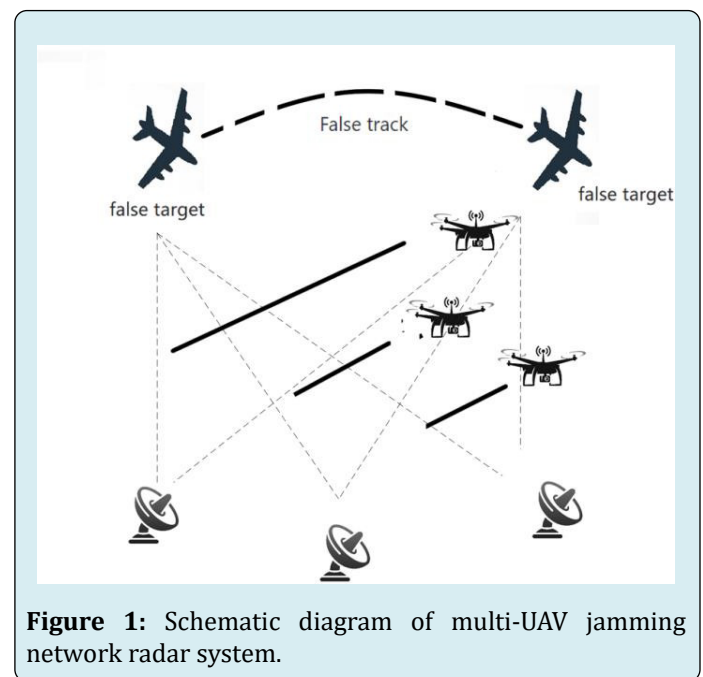 False track
false target
false target
Figure 1: Schematic diagram of multi-UAV jamming
network radar system.